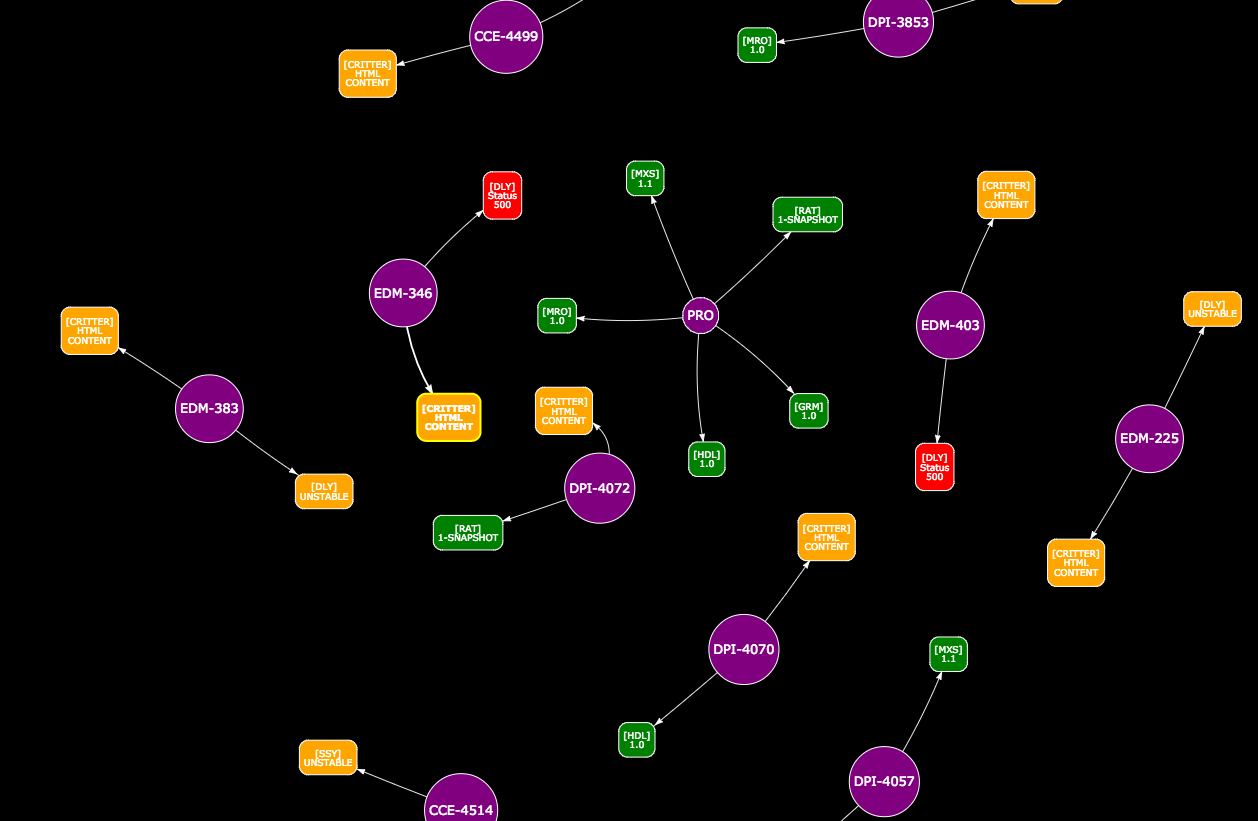 CCE-4499
DPI-3853
[MRO]
1.0
[CRITTER]
HTML
CONTENT
[MXS]
1.1
[DLY]
Status
500
[CRITTER]
HTML
CONTENT
[RAT]
1-SNAPSHOT
EDM-346
[CRITTER]
HTML
CONTENT
[MRO]
1.0
PRO
EDM-403
[DLY]
UNSTABLE
EDM-383
[CRITTER]
HTML
CONTENT
[CRITTER]
HTML
CONTENT
[GRM]
1.0
EDM-225
[HDL]
1.0
[DLY]
Status
500
[DLY]
UNSTABLE
DPI-4072
[RAT]
1-SNAPSHOT
[CRITTER]
HTML
CONTENT
[CRITTER]
HTML
CONTENT
DPI-4070
[MXS]
1.1
[HDL]
1.0
[SSY]
UNSTABLE
DPI-4057
CCE-4514